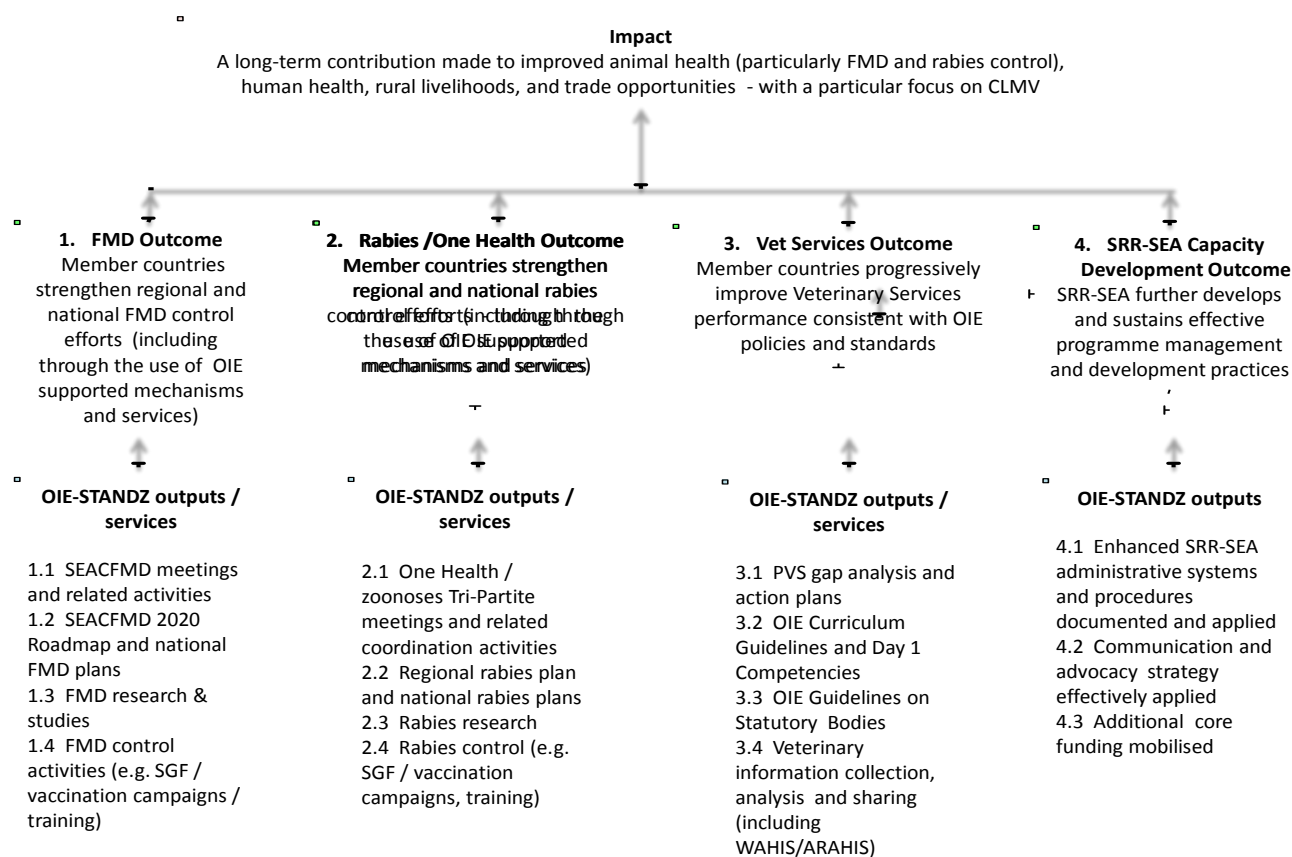 Impact
A long-term contribution made to improved animal health (particularly FMD and rabies control),
human health, rural livelihoods, and trade opportunities - with a particular focus on CLMV
1. FMD Outcome
Member countries
strengthen regional and
national FMD control
efforts (including
through the use of OIE
supported mechanisms
and services)
2. Rabies /One Health Outcome
Member countries strengthen
regional and national rabies
control efforts (including through
the use of OIE supported
mechanisms and services)
3. Vet Services Outcome
Member countries progressively
improve Veterinary Services
performance consistent with OIE
policies and standards
4. SRR-SEA Capacity
Development Outcome
SRR-SEA further develops
and sustains effective
programme management
and development practices
OIE-STANDZ outputs /
services
1.1 SEACFMD meetings
and related activities
1.2 SEACFMD 2020
Roadmap and national
FMD plans
1.3 FMD research &
studies
1.4 FMD control
activities (e.g. SGF /
vaccination campaigns /
training)
OIE-STANDZ outputs /
services
2.1 One Health /
zoonoses Tri-Partite
meetings and related
coordination activities
2.2 Regional rabies plan
and national rabies plans
2.3 Rabies research
2.4 Rabies control (e.g.
SGF / vaccination
campaigns, training)
OIE-STANDZ outputs /
services
3.1 PVS gap analysis and
action plans
3.2 OIE Curriculum
Guidelines and Day 1
Competencies
3.3 OIE Guidelines on
Statutory Bodies
3.4 Veterinary
information collection,
analysis and sharing
(including
WAHIS/ARAHIS)
OIE-STANDZ outputs
4.1 Enhanced SRR-SEA
administrative systems
and procedures
documented and applied
4.2 Communication and
advocacy strategy
effectively applied
4.3 Additional core
funding mobilised